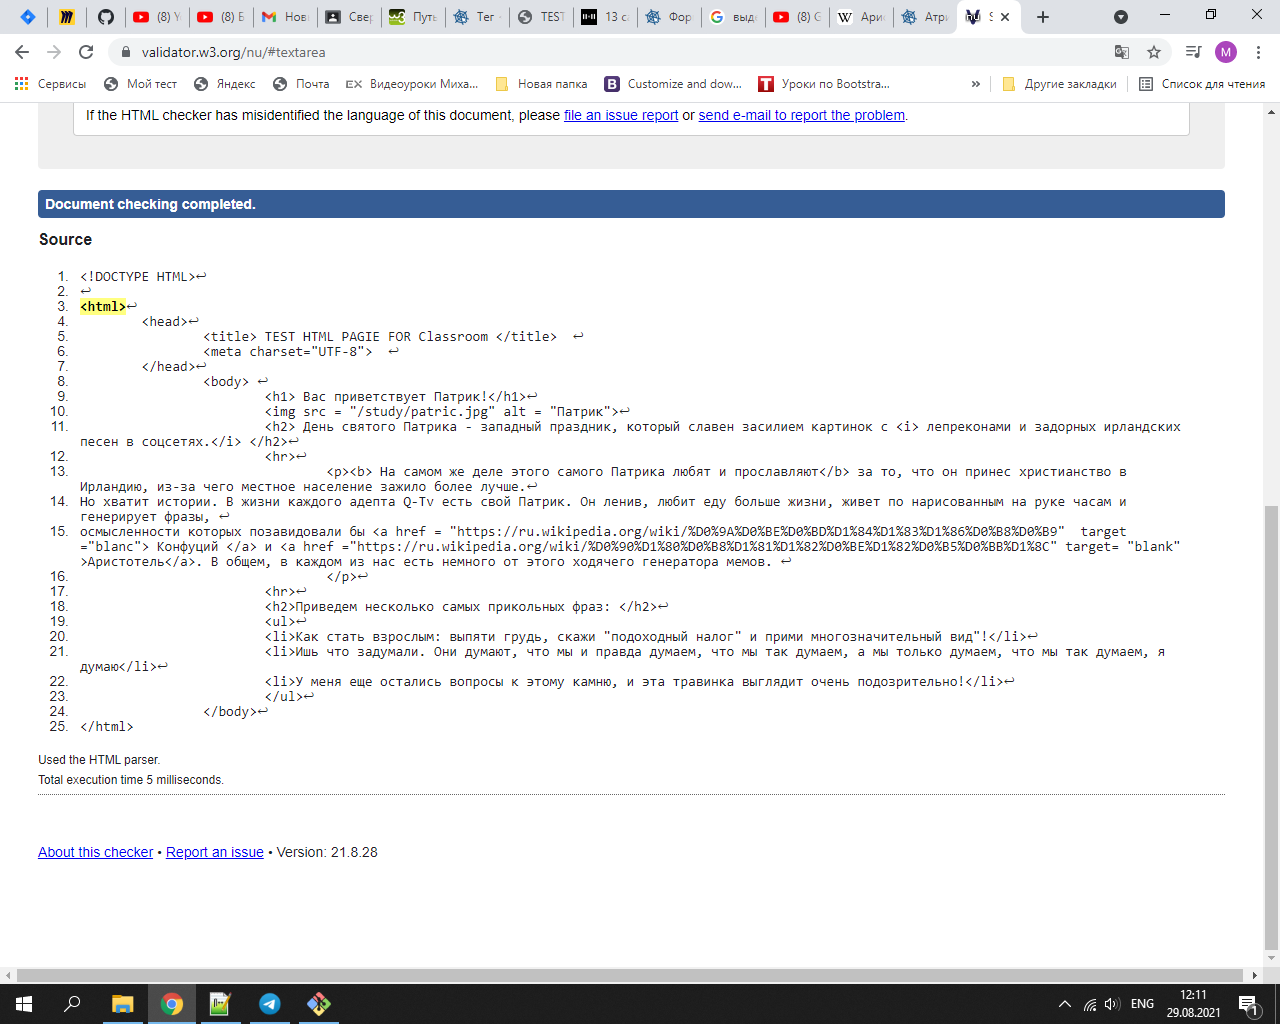 (8) Y
(8) Е
Нові
Свер
Путь
Тег
TEST
13 са
Фор
выде
(8) G
Ари
Атри
S
validator.w3.org/nu/#textarea
M
Сервисы
Мой тест
Яндекс
Почта
EX Видеоуроки Миха...
Новая папка
B Customize and dow...
T Уроки по Bootstra...
»
Другие закладки
Список для чтения
If the HTML checker has misidentified the language of this document, please file an issue report or send e-mail to report the problem.
Document checking completed.
Source
1. <!DOCTYPE HTML>↩
2. ↩
3. <html>↩
4. <head>↩
5. <title> TEST HTML PAGIE FOR Classroom </title> ↩
6. <meta charset="UTF-8"> ↩
7. </head>↩
8. <body> ↩
9. <h1> Вас приветствует Патрик!</h1>↩
10. <img src = "/study/patric.jpg" alt = "Патрик">↩
11. <h2> День святого Патрика - западный праздник, который славен засилием картинок с <i> лепреконами и задорных ирландских
песен в соцсетях.</i> </h2>↩
12. <hr>↩
13. <p><b> На самом же деле этого самого Патрика любят и прославляют</b> за то, что он принес христианство в
Ирландию, из-за чего местное население зажило более лучше.↩
14. Но хватит истории. В жизни каждого адепта Q-Tv есть свой Патрик. Он ленив, любит еду больше жизни, живет по нарисованным на руке часам и
генерирует фразы, ↩
15. осмысленности которых позавидовали бы <a href = "https://ru.wikipedia.org/wiki/%D0%9A%D0%BE%D0%BD%D1%84%D1%83%D1%86%D0%B8%D0%B9" target
="blanc"> Конфуций </a> и <a href ="https://ru.wikipedia.org/wiki/%D0%90%D1%80%D0%B8%D1%81%D1%82%D0%BE%D1%82%D0%B5%D0%BB%D1%8C" target= "blank"
>Аристотель</a>. В общем, в каждом из нас есть немного от этого ходячего генератора мемов. ↩
16. </p>↩
17. <hr>↩
18. <h2>Приведем несколько самых прикольных фраз: </h2>↩
19. <ul>↩
20. <li>Как стать взрослым: выпяти грудь, скажи "подоходный налог" и прими многозначительный вид"!</li>↩
21. <li>Ишь что задумали. Они думают, что мы и правда думаем, что мы так думаем, а мы только думаем, что мы так думаем, я
думаю</li>↩
22. <li>У меня еще остались вопросы к этому камню, и эта травинка выглядит очень подозрительно!</li>↩
23. </ul>↩
24. </body>↩
25. </html>
Used the HTML parser.
Total execution time 5 milliseconds.
About this checker • Report an issue • Version: 21.8.28
ENG
12:11
29.08.2021
1